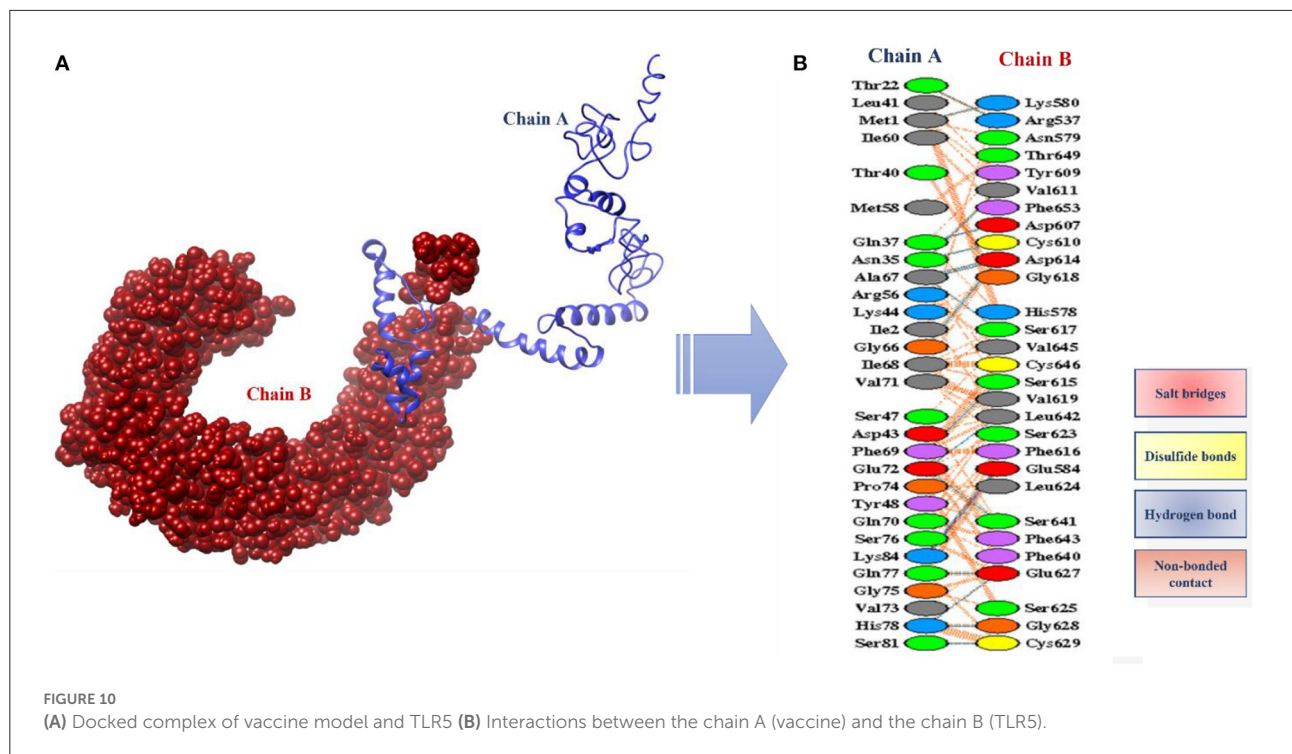 A
Chain A
Chain B
B
Chain A
Chain B
Thr22
Leu41
Met1
Ile60
Thr40
Met58
Gln37
Asn35
Ala67
Arg56
Lys44
Ile2
Gly66
Ile68
Val71
Ser47
Asp43
Phe69
Glu72
Pro74
Tyr48
Gln70
Ser76
Lys84
Gln77
Gly75
Val73
His78
Ser81
Lys580
Arg537
Asn579
Thr649
Tyr609
Val611
Phe653
Asp607
Cys610
Asp614
Gly618
His578
Ser617
Val645
Cys646
Ser615
Val619
Leu642
Ser623
Phe616
Glu584
Leu624
Ser641
Phe643
Phe640
Glu627
Ser625
Gly628
Cys629
Salt bridges
Disulfide bonds
Hydrogen bond
Non-bonded
contact
FIGURE 10
(A) Docked complex of vaccine model and TLR5 (B) Interactions between the chain A (vaccine) and the chain B (TLR5).